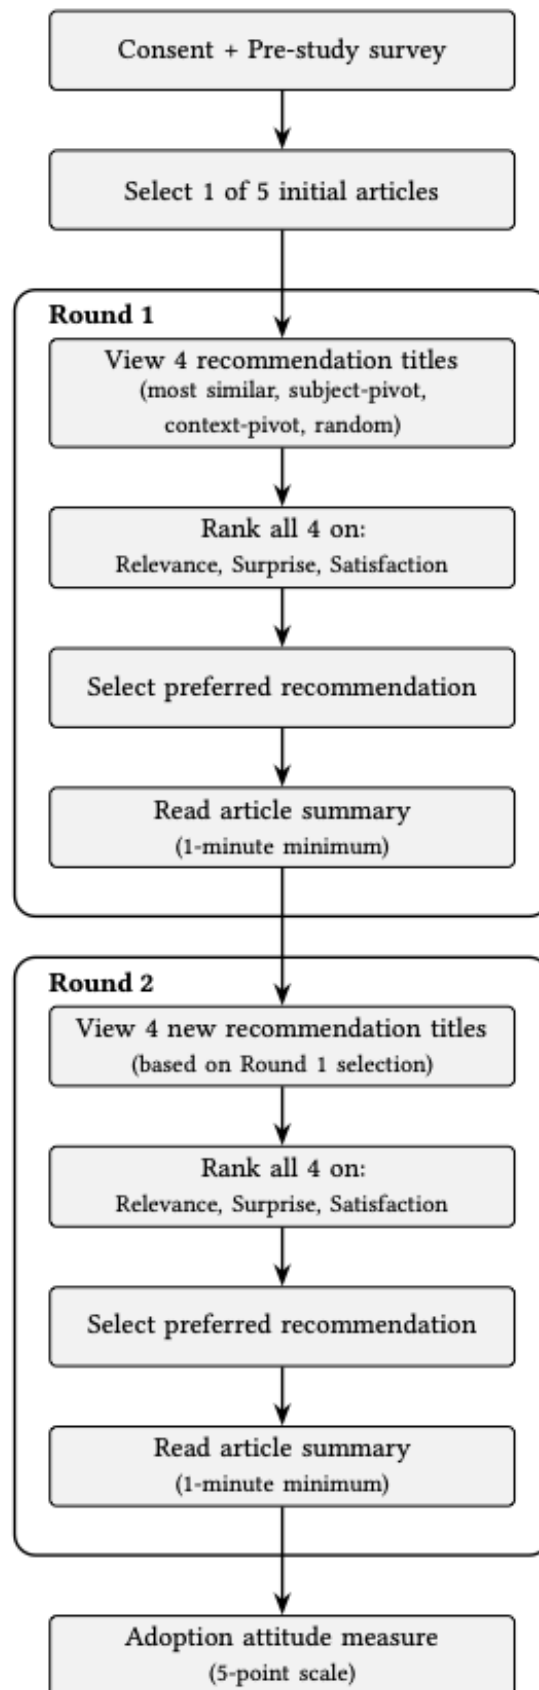 Consent + Pre-study survey
Select 1 of 5 initial articles
Round 1
View 4 recommendation titles
(most similar, subject-pivot,
context-pivot, random)
Rank all 4 on:
Relevance, Surprise, Satisfaction
Select preferred recommendation
Read article summary
(1-minute minimum)
Round 2
View 4 new recommendation titles
(based on Round 1 selection)
Rank all 4 on:
Relevance, Surprise, Satisfaction
Select preferred recommendation
Read article summary
(1-minute minimum)
Adoption attitude measure
(5-point scale)